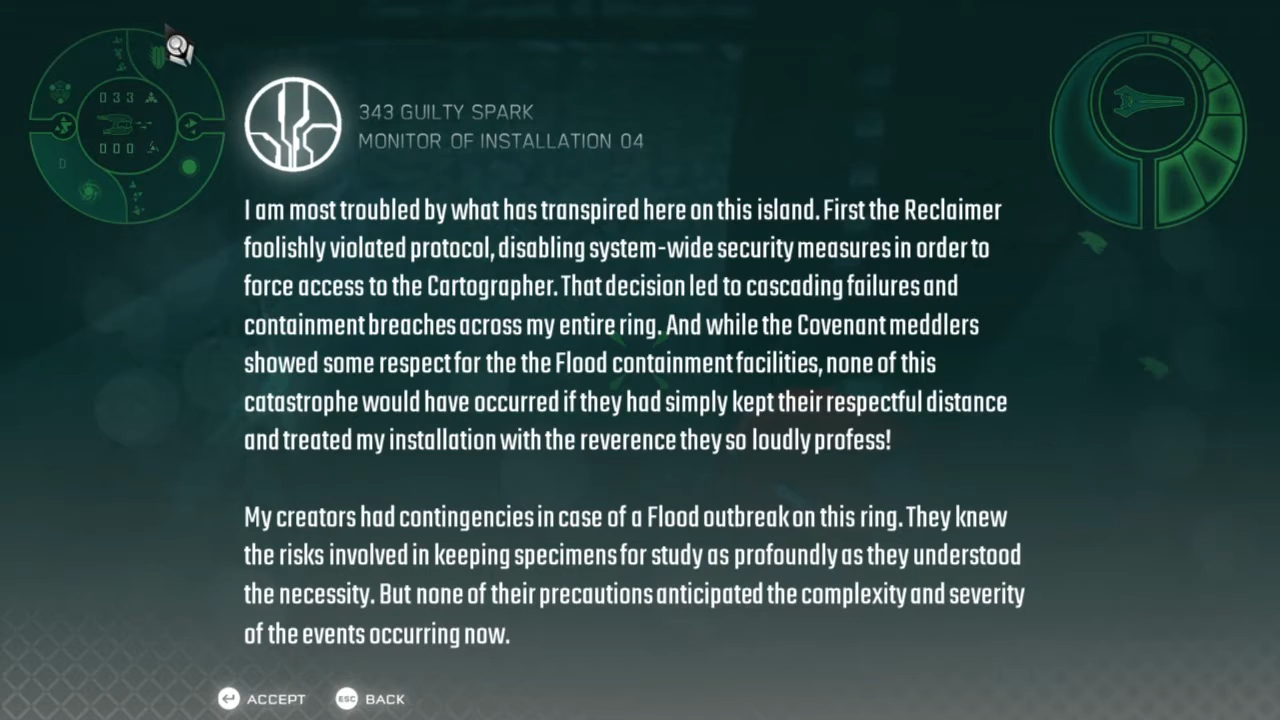 033
000
D
343 GUILTY SPARK
MONITOR OF INSTALLATION 04
I am most troubled by what has transpired here on this island. First the Reclaimer
foolishly violated protocol, disabling system-wide security measures in order to
force access to the Cartographer. That decision led to cascading failures and
containment breaches across my entire ring. And while the Covenant meddlers
showed some respect for the the Flood containment facilities, none of this
catastrophe would have occurred if they had simply kept their respectful distance
and treated my installation with the reverence they so loudly profess!
My creators had contingencies in case of a Flood outbreak on this ring. They knew
the risks involved in keeping specimens for study as profoundly as they understood
the necessity. But none of their precautions anticipated the complexity and severity
of the events occurring now.
ACCEPT
ESC BACK